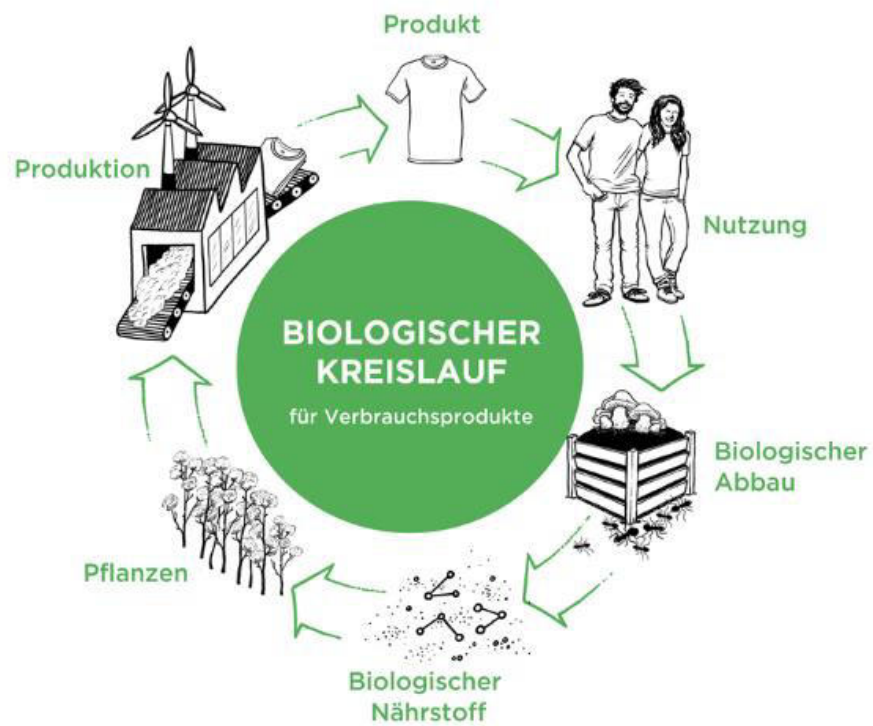 Produkt
Produktion
Nutzung
BIOLOGISCHER
KREISLAUF
für Verbrauchsprodukte
Biologischer
Abbau
Pflanzen
Biologischer
Nährstoff